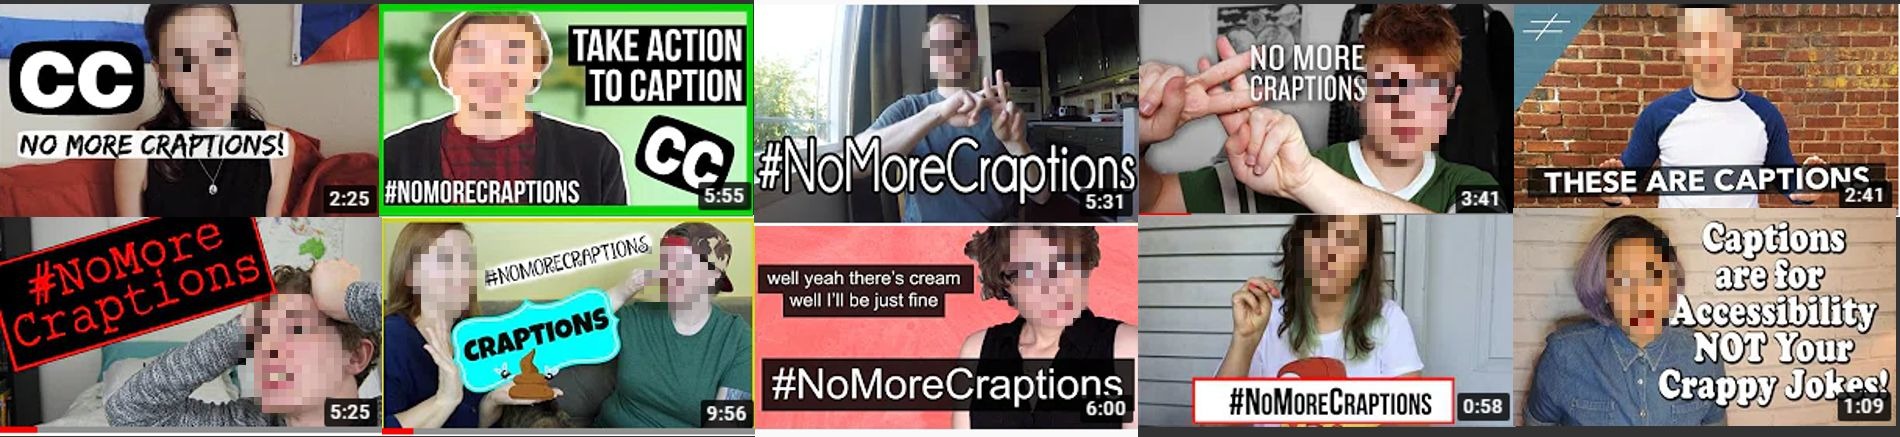 CC
NO MORE CRAPTIONS!
2:25
TAKE ACTION
TO CAPTION
CC
#NOMORECRAPTIONS
5:55
#NoMoreCraptions
5:31
NO MORE
CRAPTIONS
3:41
THESE ARE CAPTIONS
2:41
#NoMore
Craptions
5:25
#NOMORECRAPTIONS
CRAPTIONS
9:56
well yeah there's cream
well I'll be just fine
#NoMoreCraptions
6:00
#NOMORECRAPTIONS
0:58
Captions
are for
Accessibility
NOT Your
Crappy Jokes!
1:09